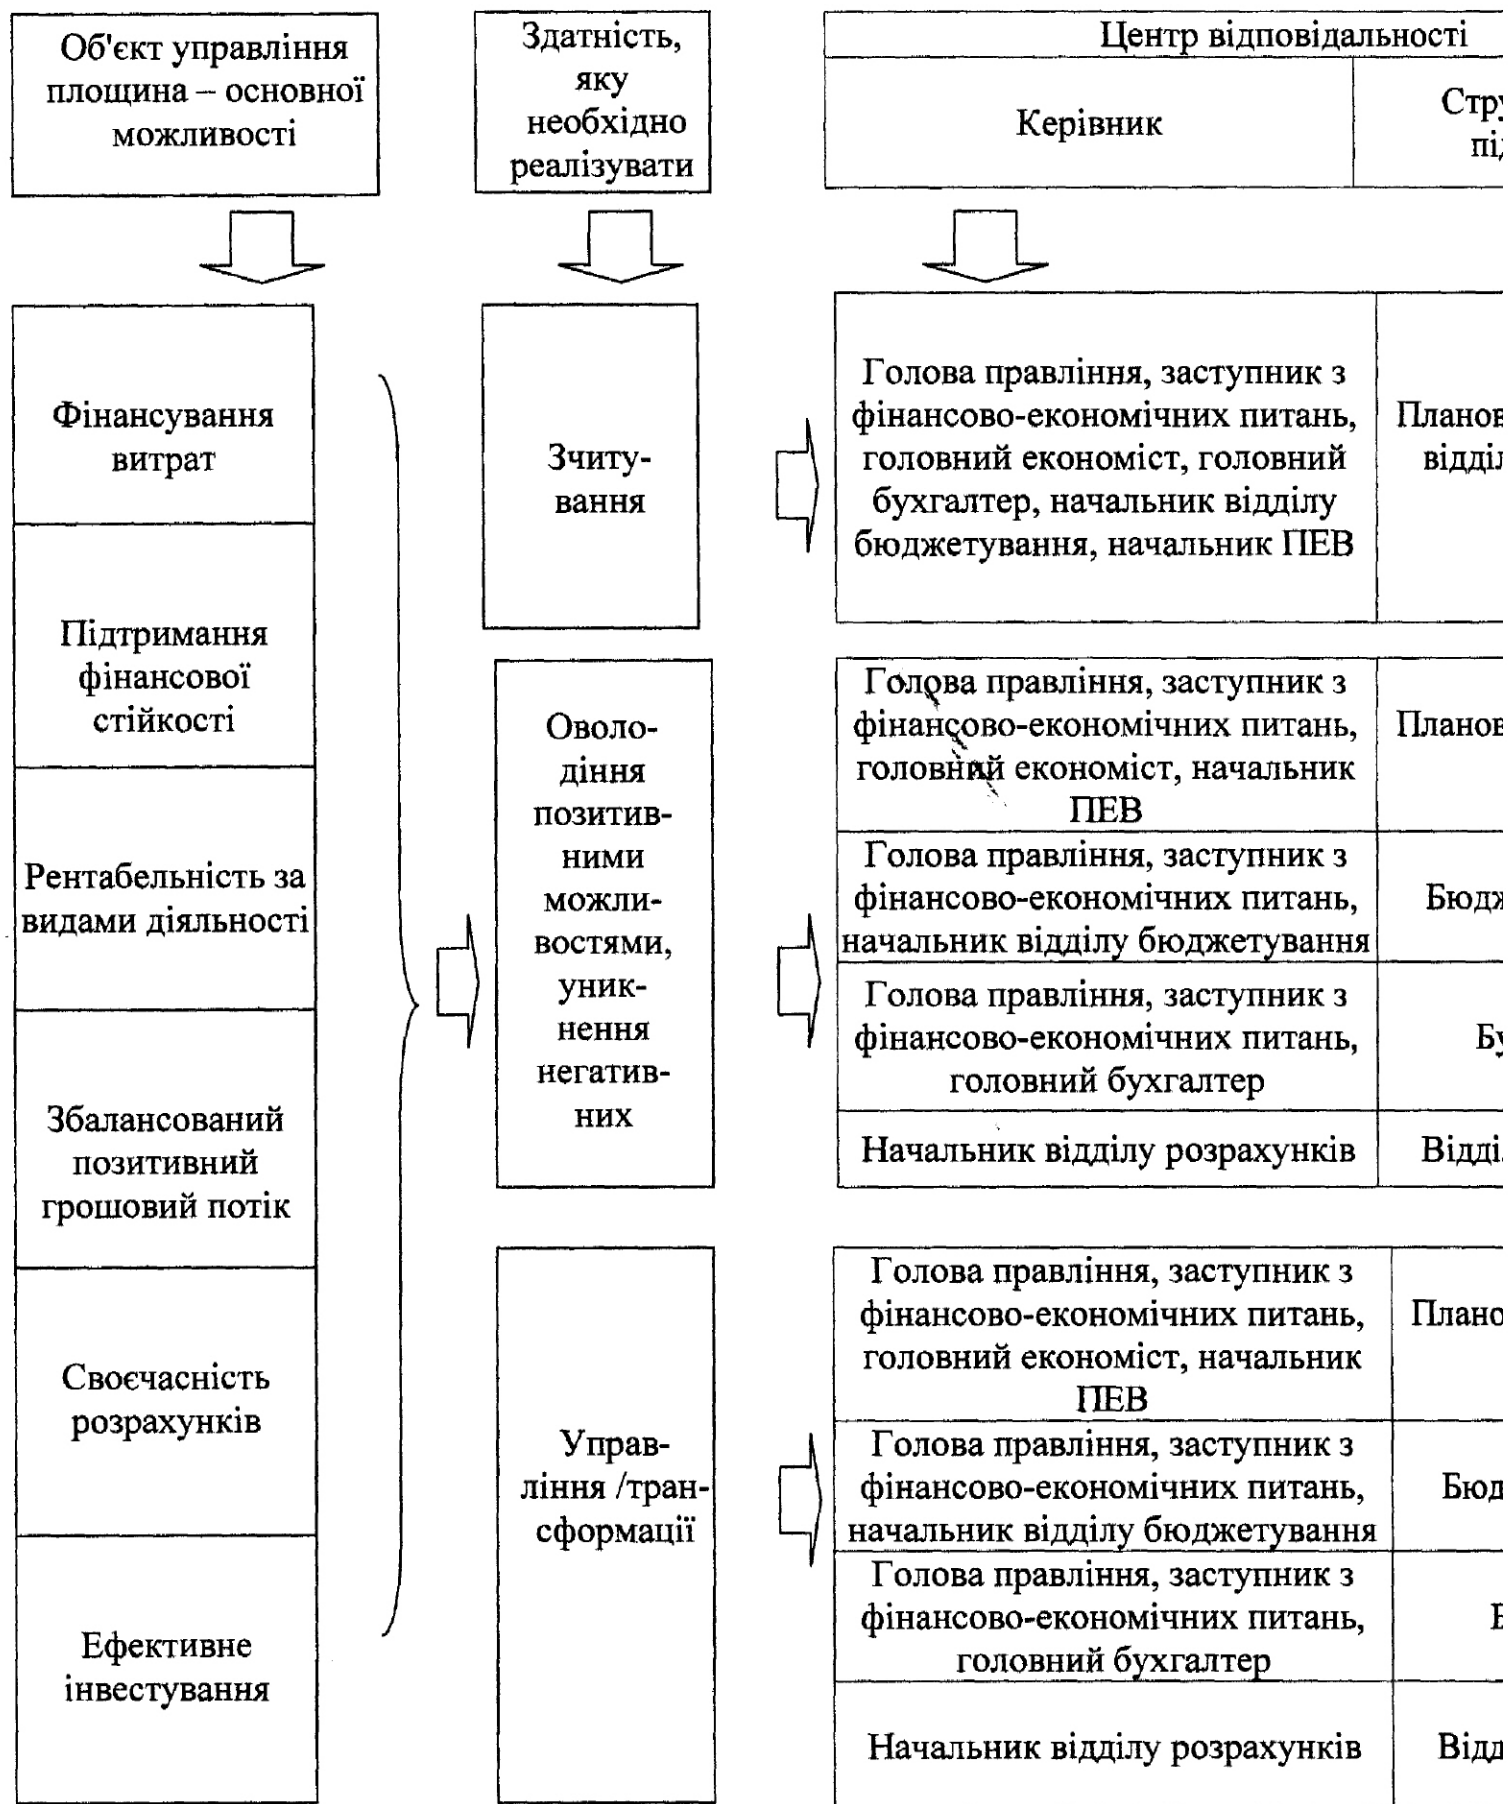 Об'єкт управління
площина – основної
можливості
Здатність,
яку
необхідно
реалізувати
Центр відповідальності
Керівник
Фінансування
витрат
Підтримання
фінансової
стійкості
Рентабельність за
видами діяльності
Збалансований
позитивний
грошовий потік
Своєчасність
розрахунків
Ефективне
інвестування
Зчиту-
вання
Голова правління, заступник з
фінансово-економічних питань,
головний економіст, головний
бухгалтер, начальник відділу
бюджетування, начальник ПЕВ
Оволо-
діння
позитив-
ними
можли-
востями,
уник-
нення
негатив-
них
Голова правління, заступник з
фінансово-економічних питань,
головний економіст, начальник
ПЕВ
Голова правління, заступник з
фінансово-економічних питань,
начальник відділу бюджетування
Голова правління, заступник з
фінансово-економічних питань,
головний бухгалтер
Начальник відділу розрахунків
Управ-
ління /тран-
сформації
Голова правління, заступник з
фінансово-економічних питань,
головний економіст, начальник
ПЕВ
Голова правління, заступник з
фінансово-економічних питань,
начальник відділу бюджетування
Голова правління, заступник з
фінансово-економічних питань,
головний бухгалтер
Начальник відділу розрахунків